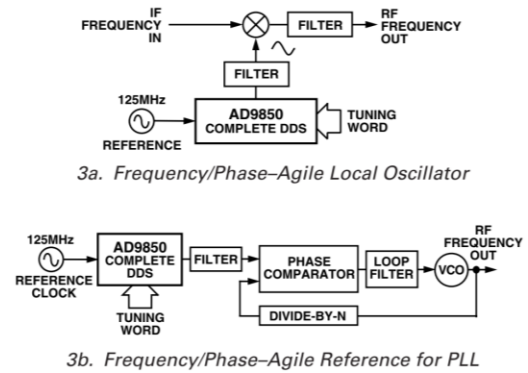 IF
FREQUENCY
IN
FILTER
RF
FREQUENCY
OUT
FILTER
125MHz
REFERENCE
AD9850
COMPLETE DDS
TUNING
WORD
3a. Frequency/Phase–Agile Local Oscillator
125MHz
REFERENCE
CLOCK
AD9850
COMPLETE
DDS
TUNING
WORD
FILTER
PHASE
COMPARATOR
LOOP
FILTER
VCO
RF
FREQUENCY
OUT
DIVIDE-BY-N
3b. Frequency/Phase–Agile Reference for PLL